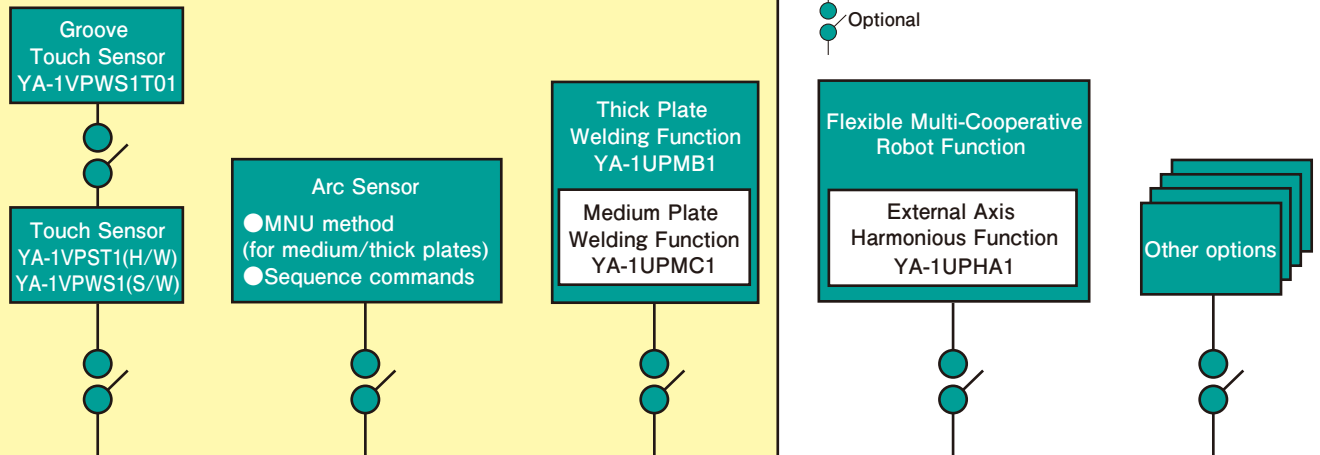 Groove
Touch Sensor
YA-1VPWS1T01
Touch Sensor
YA-1VPST1(H/W)
YA-1VPWS1(S/W)
Arc Sensor
●MNU method
(for medium/thick plates)
●Sequence commands
Thick Plate
Welding Function
YA-1UPMB1
Medium Plate
Welding Function
YA-1UPMC1
Optional
Flexible Multi-Cooperative
Robot Function
External Axis
Harmonious Function
YA-1UPHA1
Other options